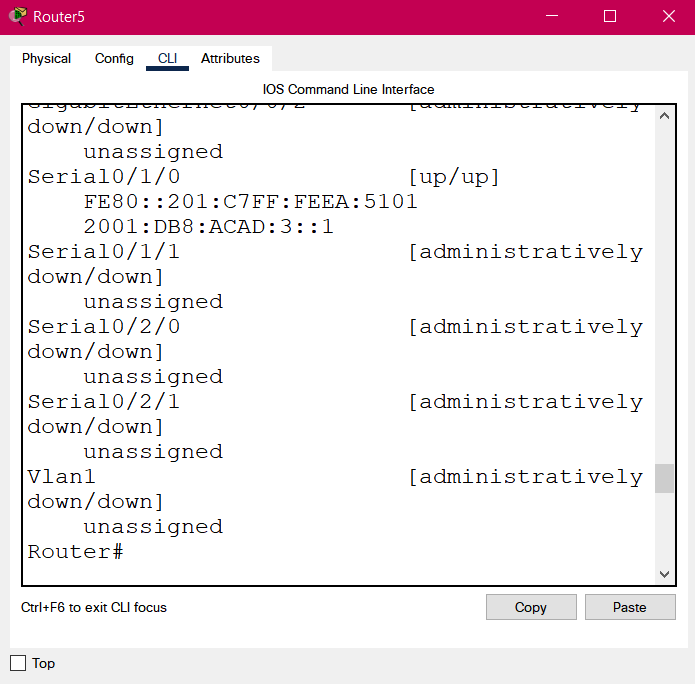 Router5
Physical Config CLI Attributes
IOS Command Line Interface
down/down]
unassigned
Serial0/1/0 [up/up]
FE80::201:C7FF:FEEA:5101
2001:DB8:ACAD:3::1
Serial0/1/1 [administratively
down/down]
unassigned
Serial0/2/0 [administratively
down/down]
unassigned
Serial0/2/1 [administratively
down/down]
unassigned
Vlan1 [administratively
down/down]
unassigned
Router#
Ctrl+F6 to exit CLI focus
Copy
Paste
Top